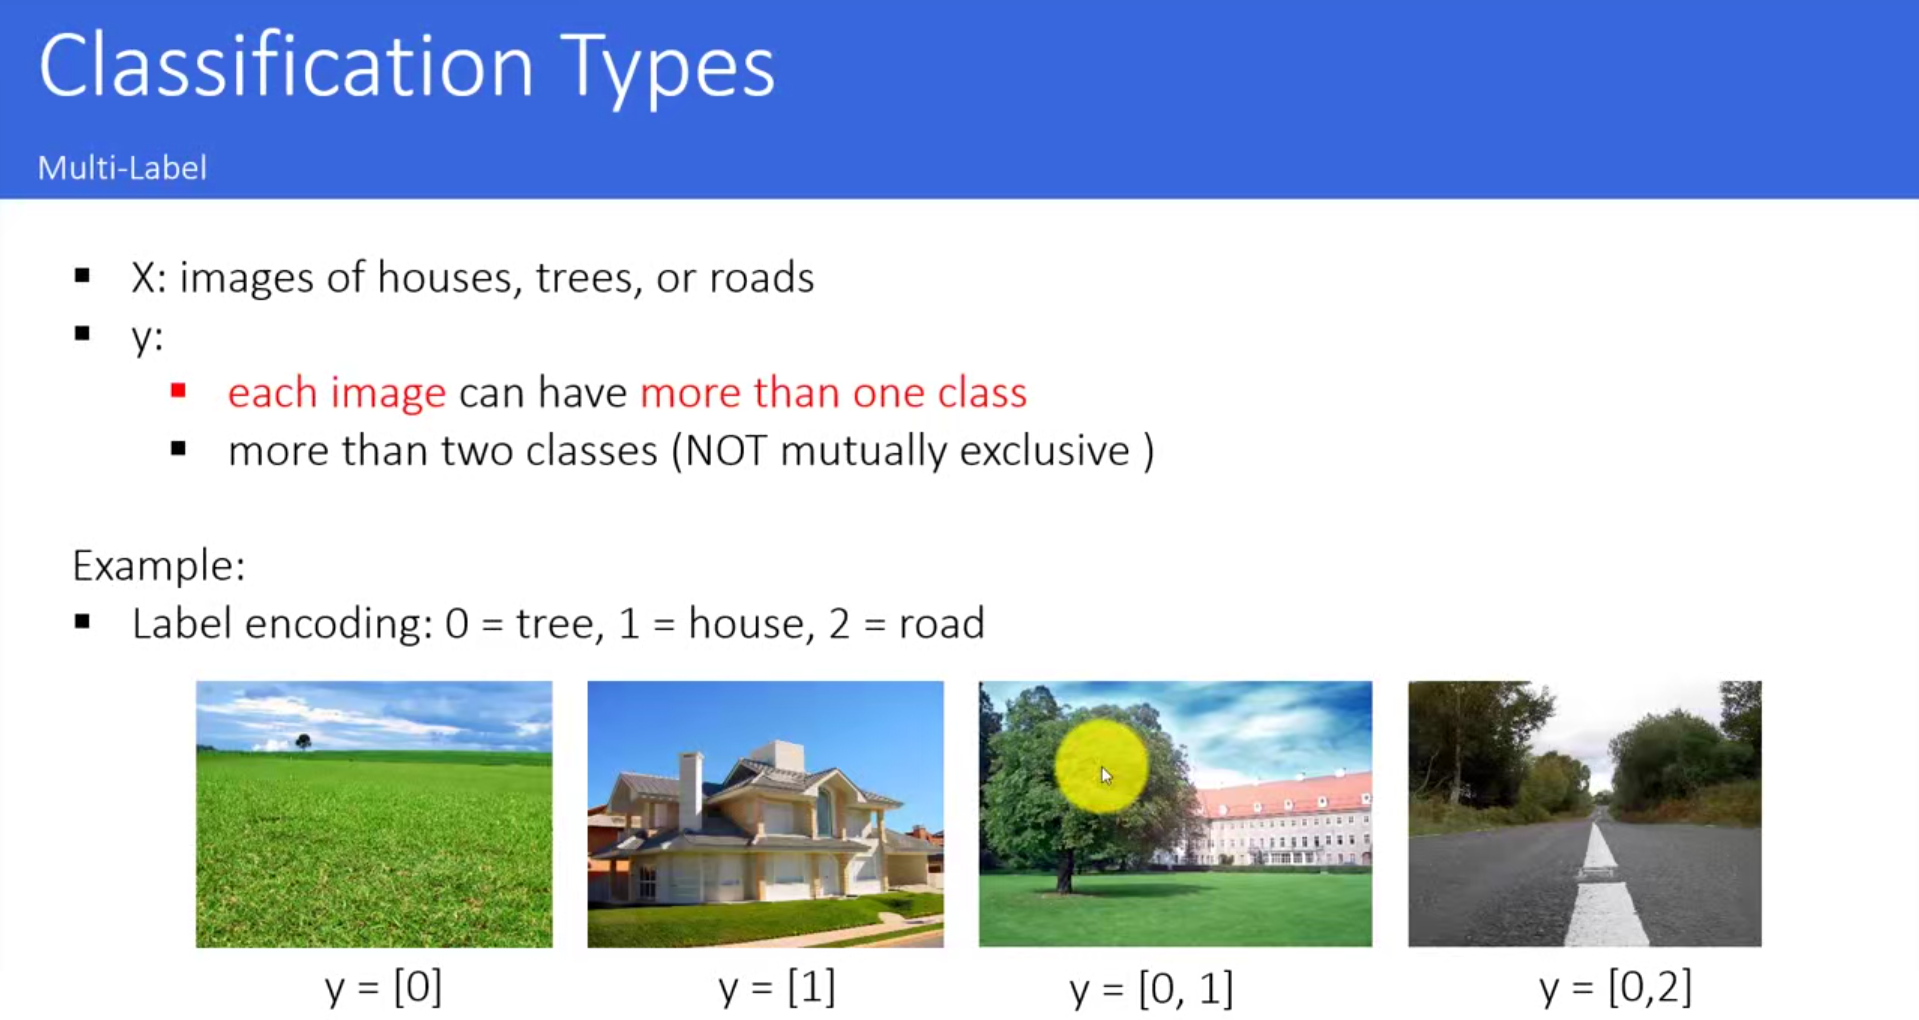 Classification Types
Multi-Label
X: images of houses, trees, or roads
y:
each image can have more than one class
more than two classes (NOT mutually exclusive )
Example:
Label encoding: 0 = tree, 1 = house, 2 = road
y = [0]
y = [1]
y = [0, 1]
y = [0,2]